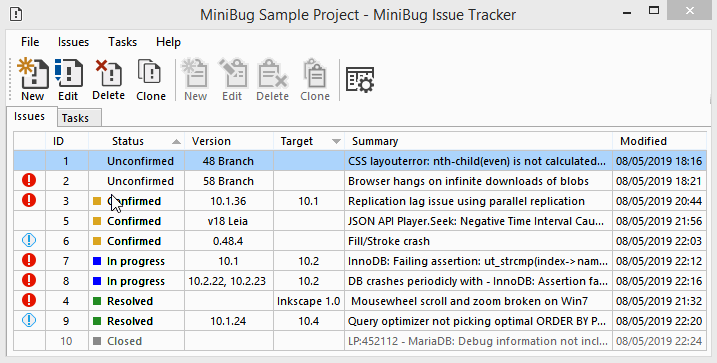 MiniBug Sample Project - MiniBug Issue Tracker
File Issues Tasks Help
New Edit Delete Clone New Edit Delete Clone
Issues Tasks
ID Status Version Target Summary Modified
1 Unconfirmed 48 Branch CSS layouterror: nth-child(even) is not calculated... 08/05/2019 18:16
2 Unconfirmed 58 Branch Browser hangs on infinite downloads of blobs 08/05/2019 18:21
3 Confirmed 10.1.36 10.1 Replication lag issue using parallel replication 08/05/2019 20:44
5 Confirmed v18 Leia JSON API Player.Seek: Negative Time Interval Cau... 08/05/2019 21:56
6 Confirmed 0.48.4 Fill/Stroke crash 08/05/2019 22:03
7 In progress 10.1 10.2 InnoDB: Failing assertion: ut_strcmp(index-> nam... 08/05/2019 22:12
8 In progress 10.2.22, 10.2.23 10.2 DB crashes periodically with - InnoDB: Assertion fa... 08/05/2019 22:16
4 Resolved Inkscape 1.0 Mousewheel scroll and zoom broken on Win7 08/05/2019 21:32
9 Resolved 10.1.24 10.4 Query optimizer not picking optimal ORDER BY P... 08/05/2019 22:20
10 Closed LP:452112 - MariaDB: Debug information not incl... 08/05/2019 22:24